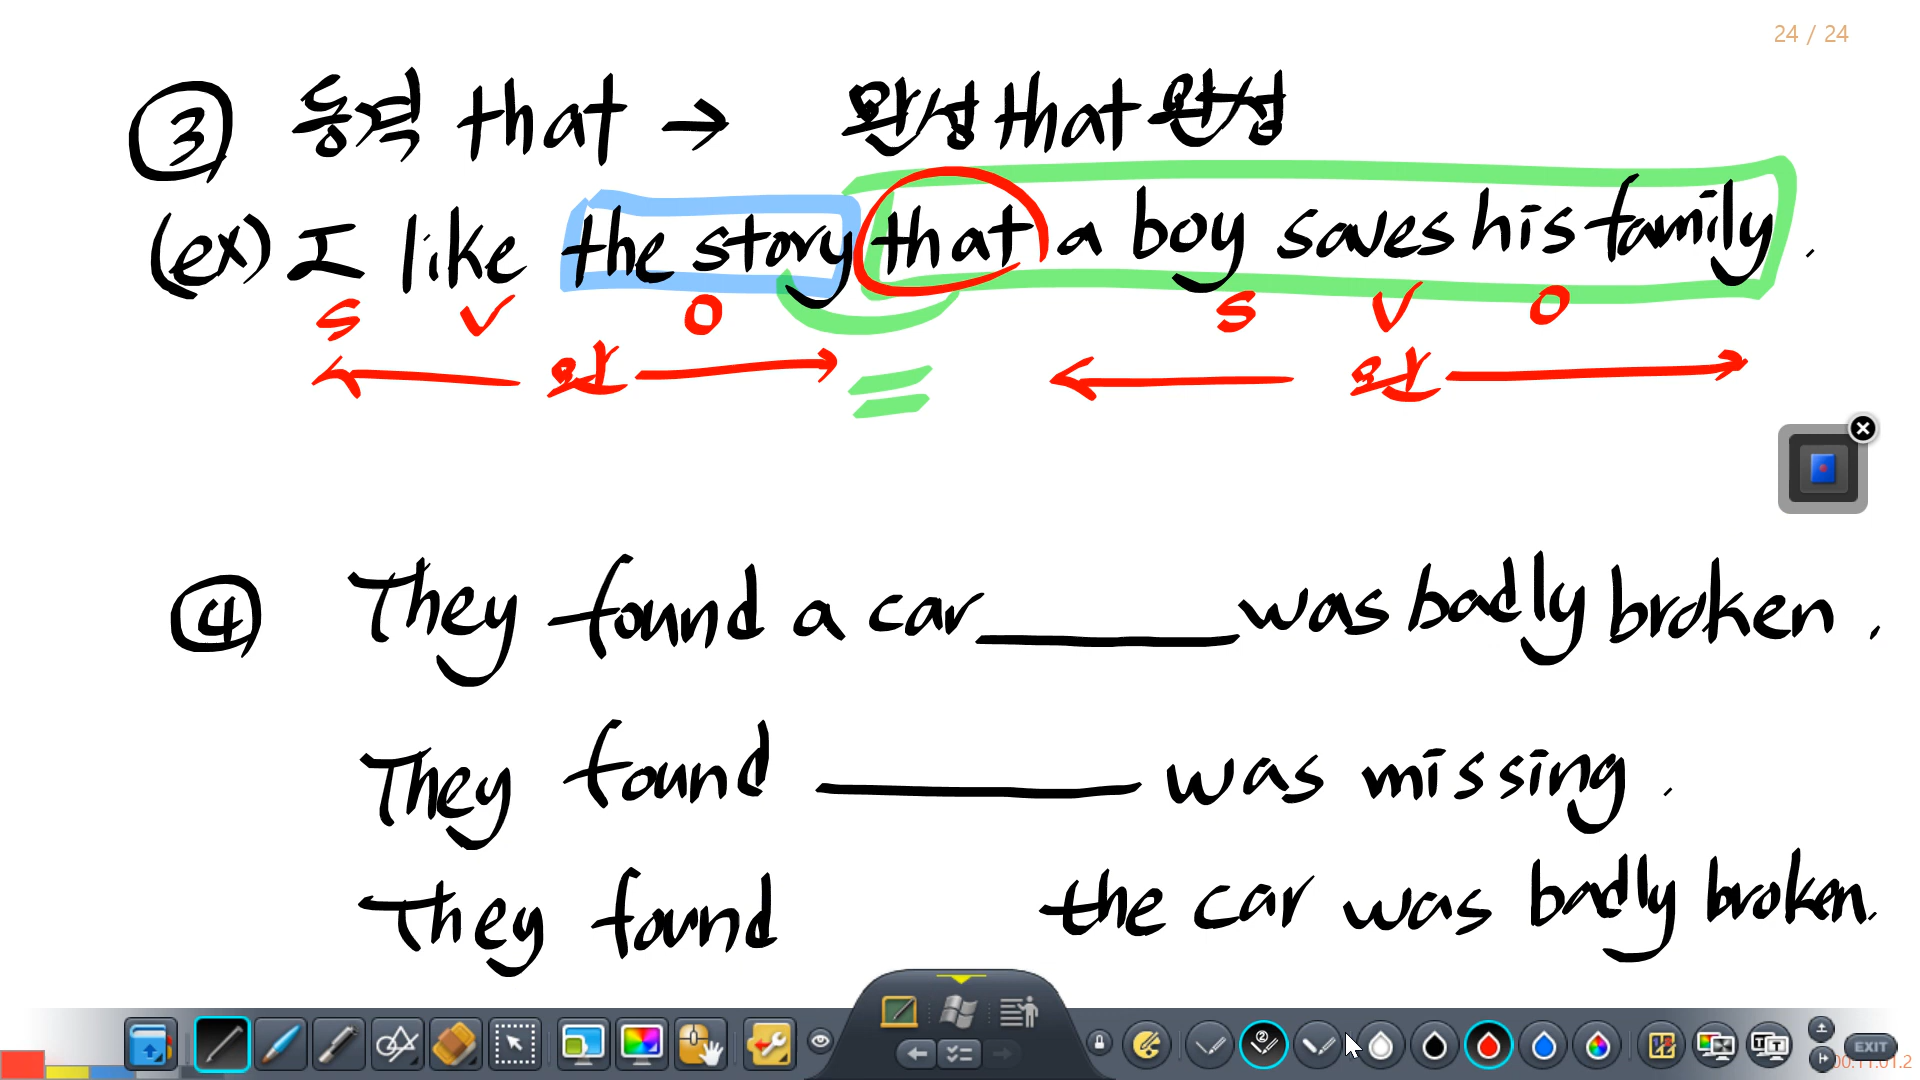 24 / 24
③ 동격 that → 완성 that 완성
(ex) I like the story that a boy saves his family.
S V O S V O
완 = 완
④ They found a car ______ was badly broken.
They found ______ was missing.
They found the car was badly broken.
EXIT